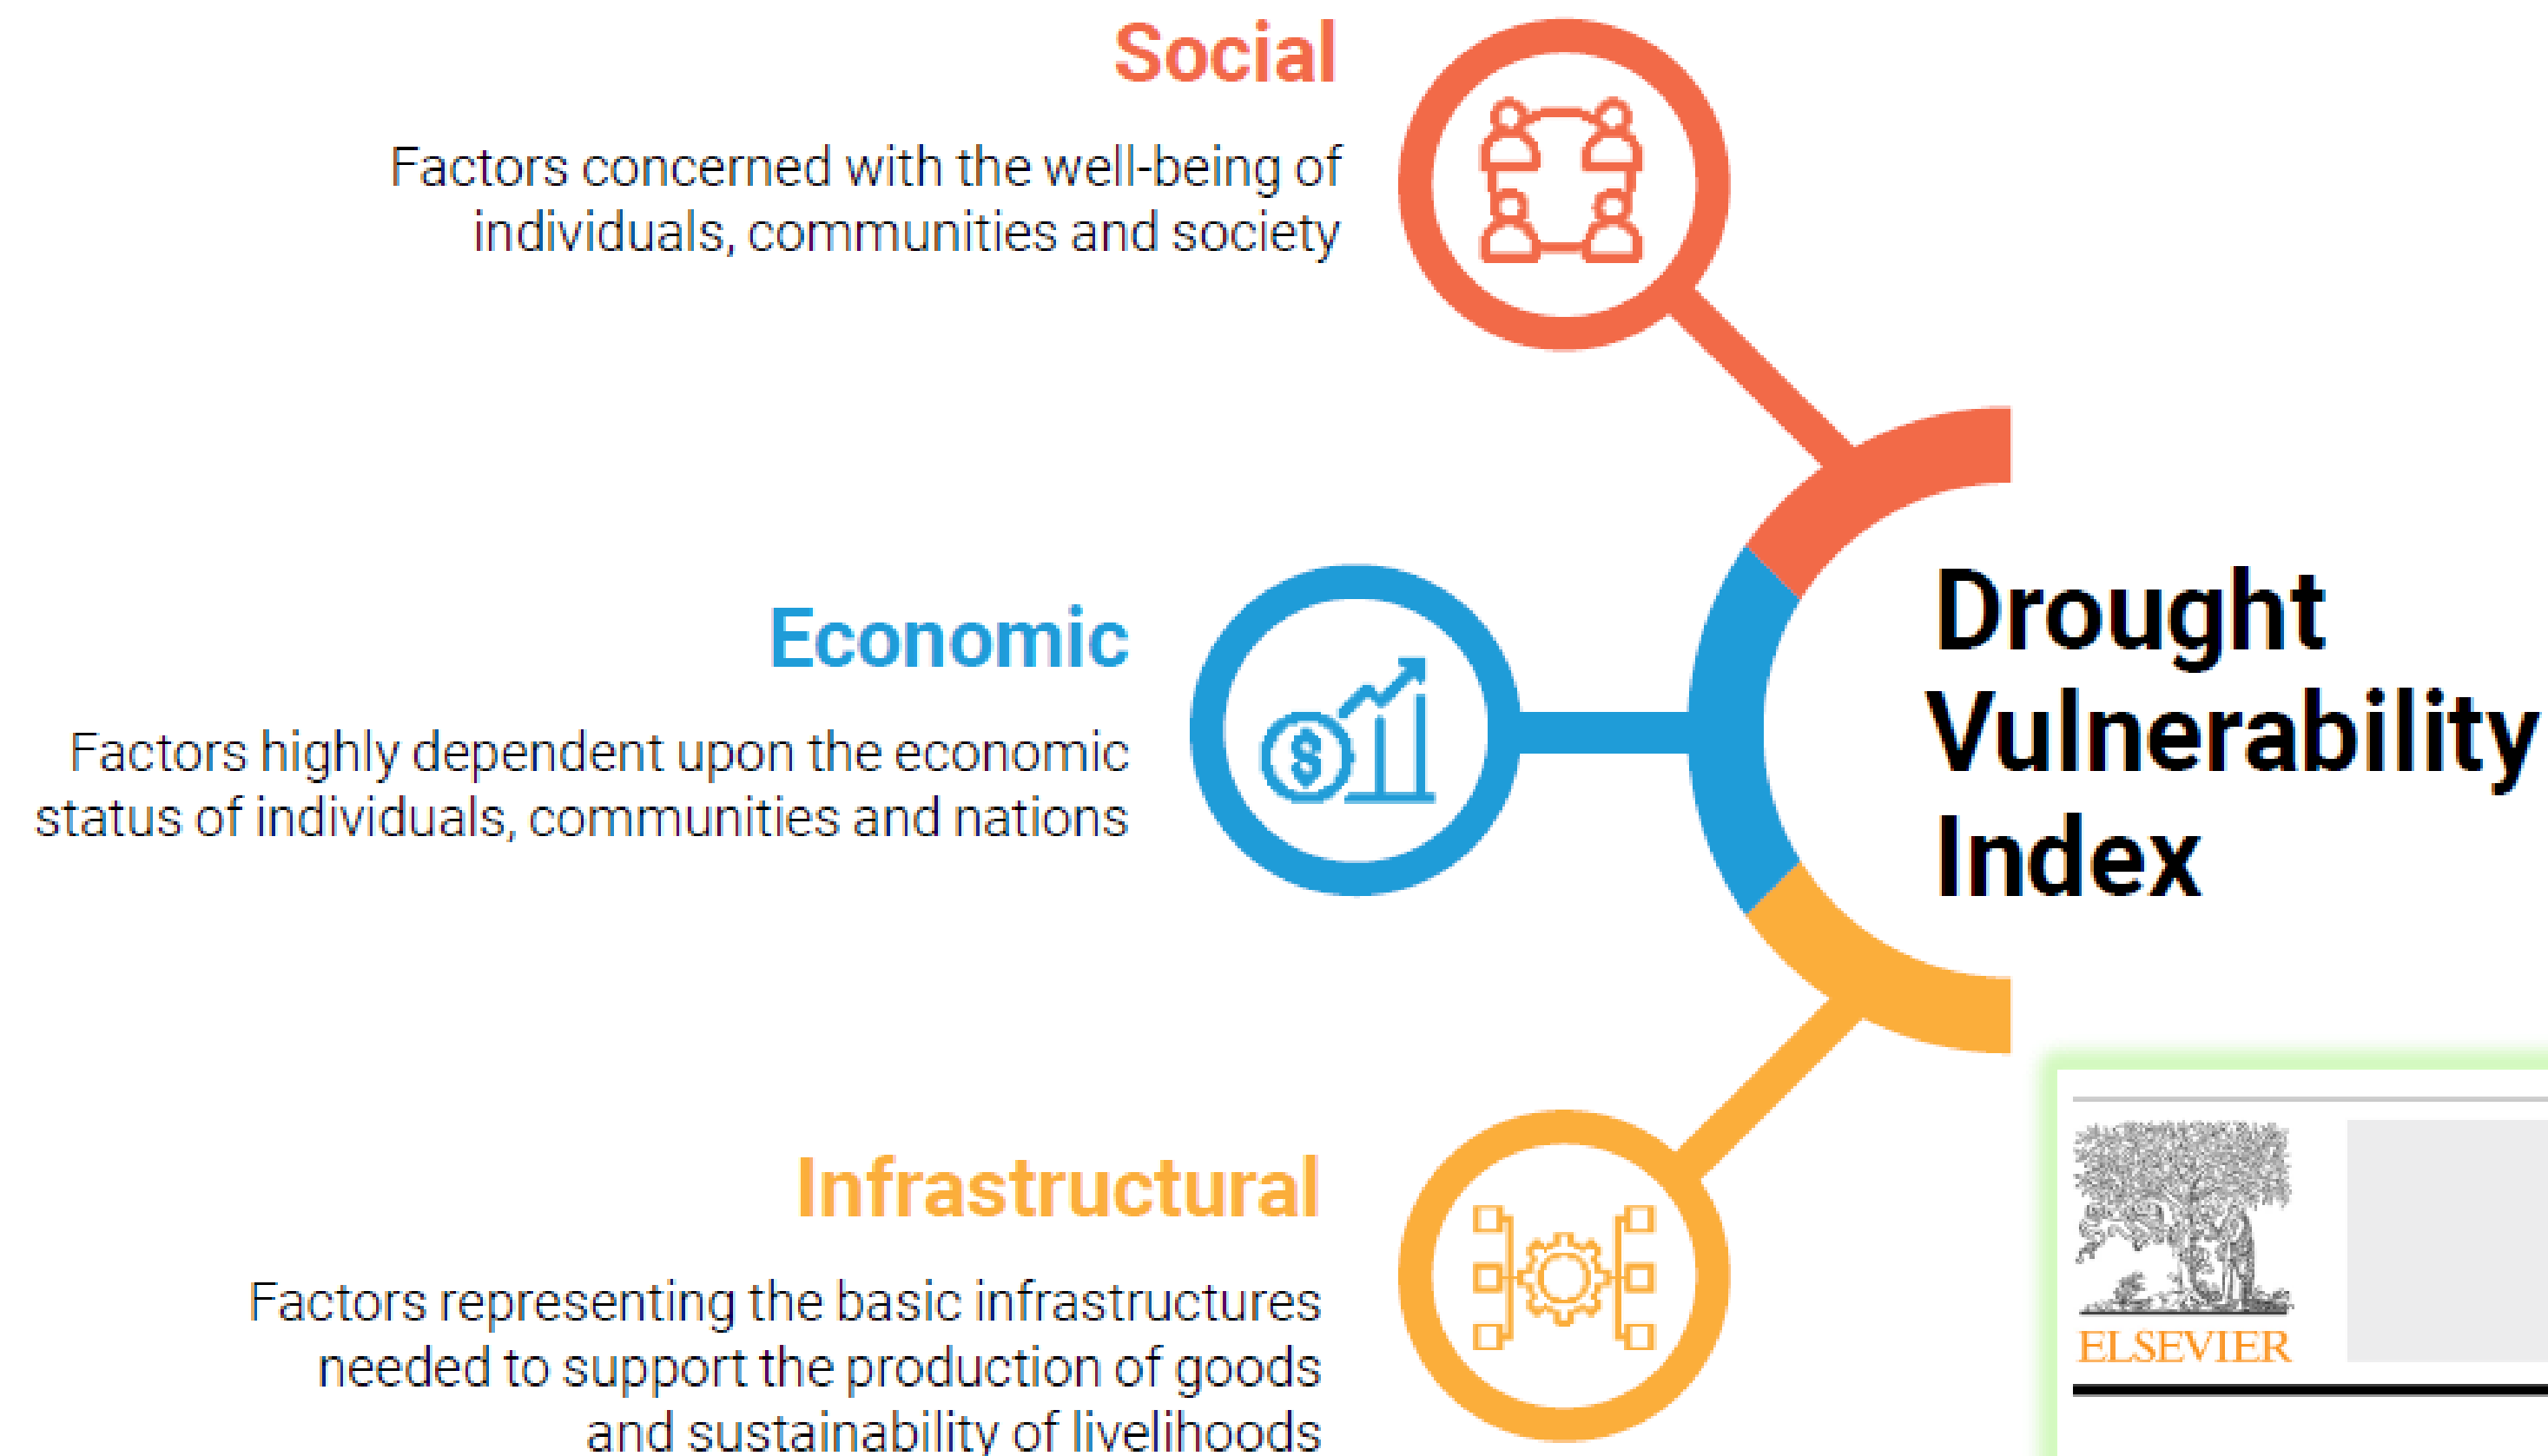 Social
Factors concerned with the well-being of
individuals, communities and society
Economic
Factors highly dependent upon the economic
status of individuals, communities and nations
$
Drought
Vulnerability
Index
Infrastructural
Factors representing the basic infrastructures
needed to support the production of goods
and sustainability of livelihoods
ELSEVIER